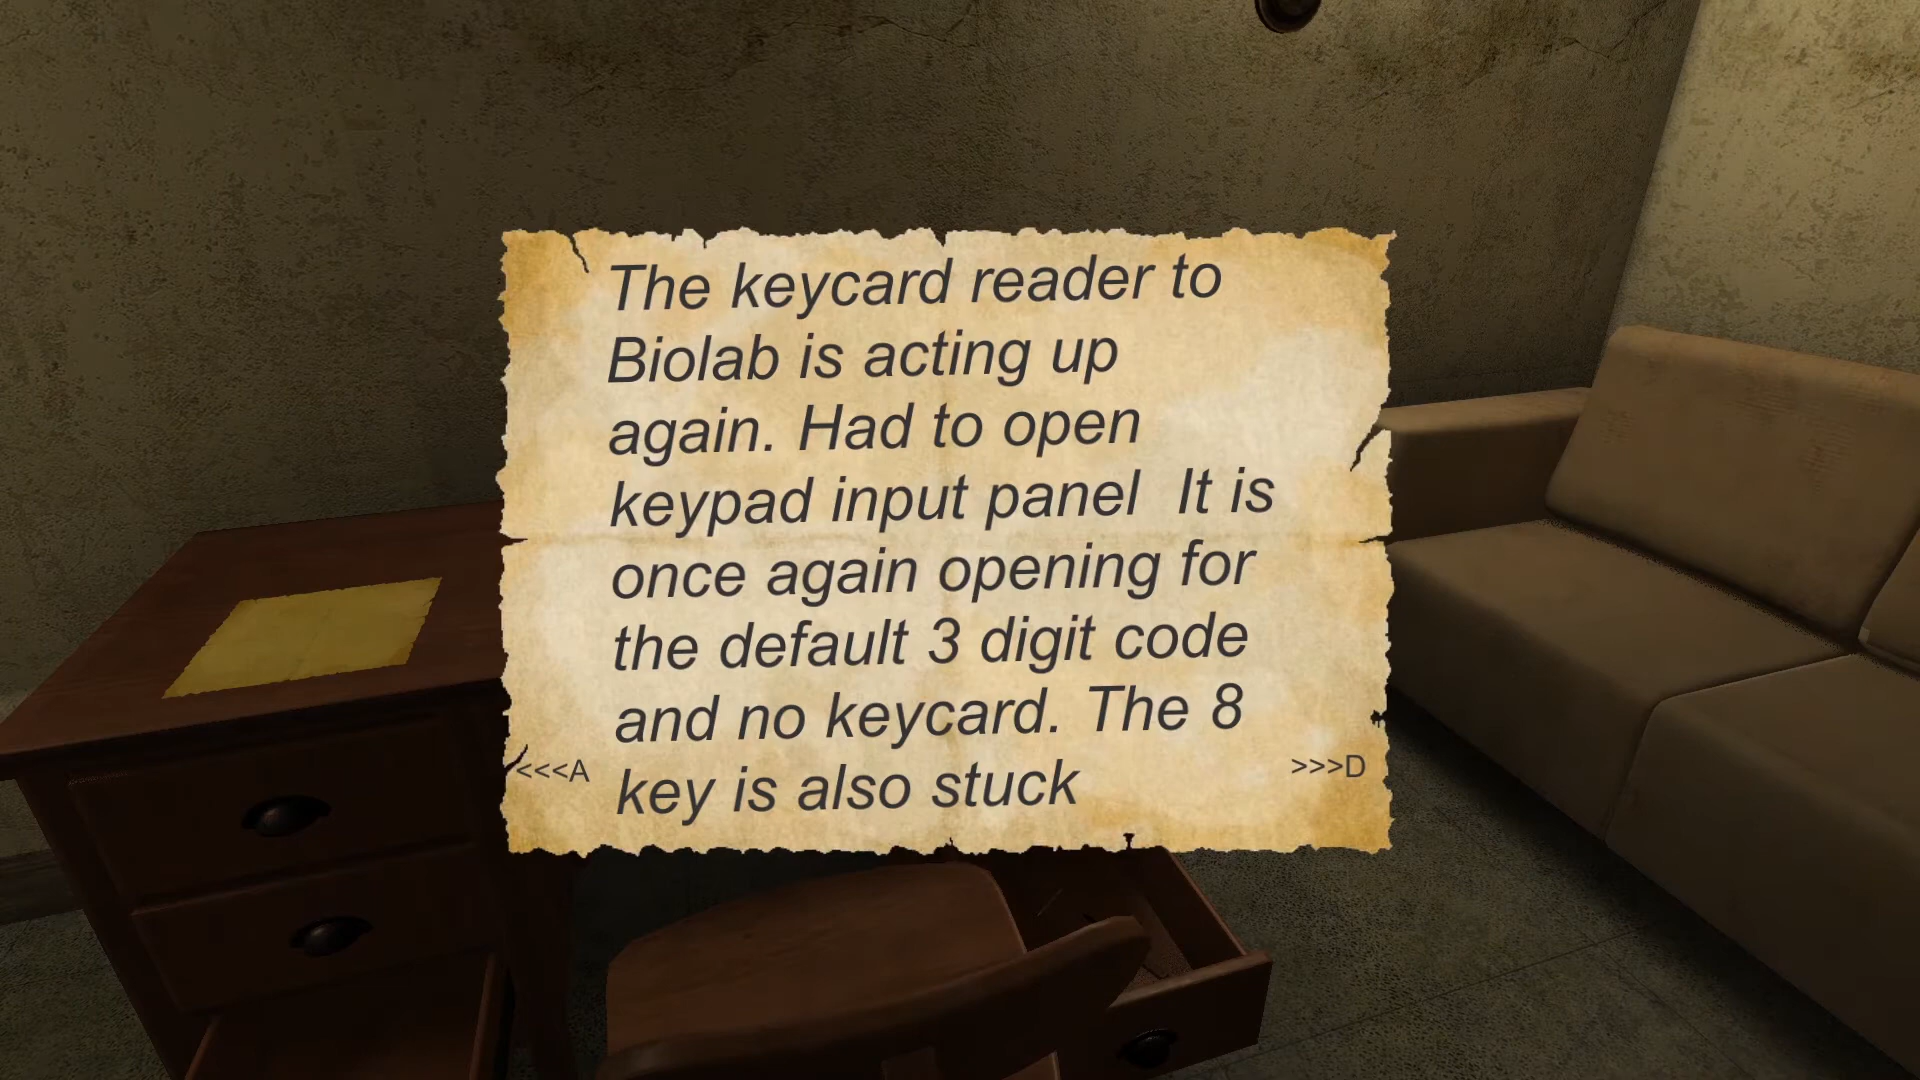 The keycard reader to
Biolab is acting up
again. Had to open
keypad input panel  It is
once again opening for
the default 3 digit code
and no keycard. The 8
key is also stuck
<<<A
>>>D